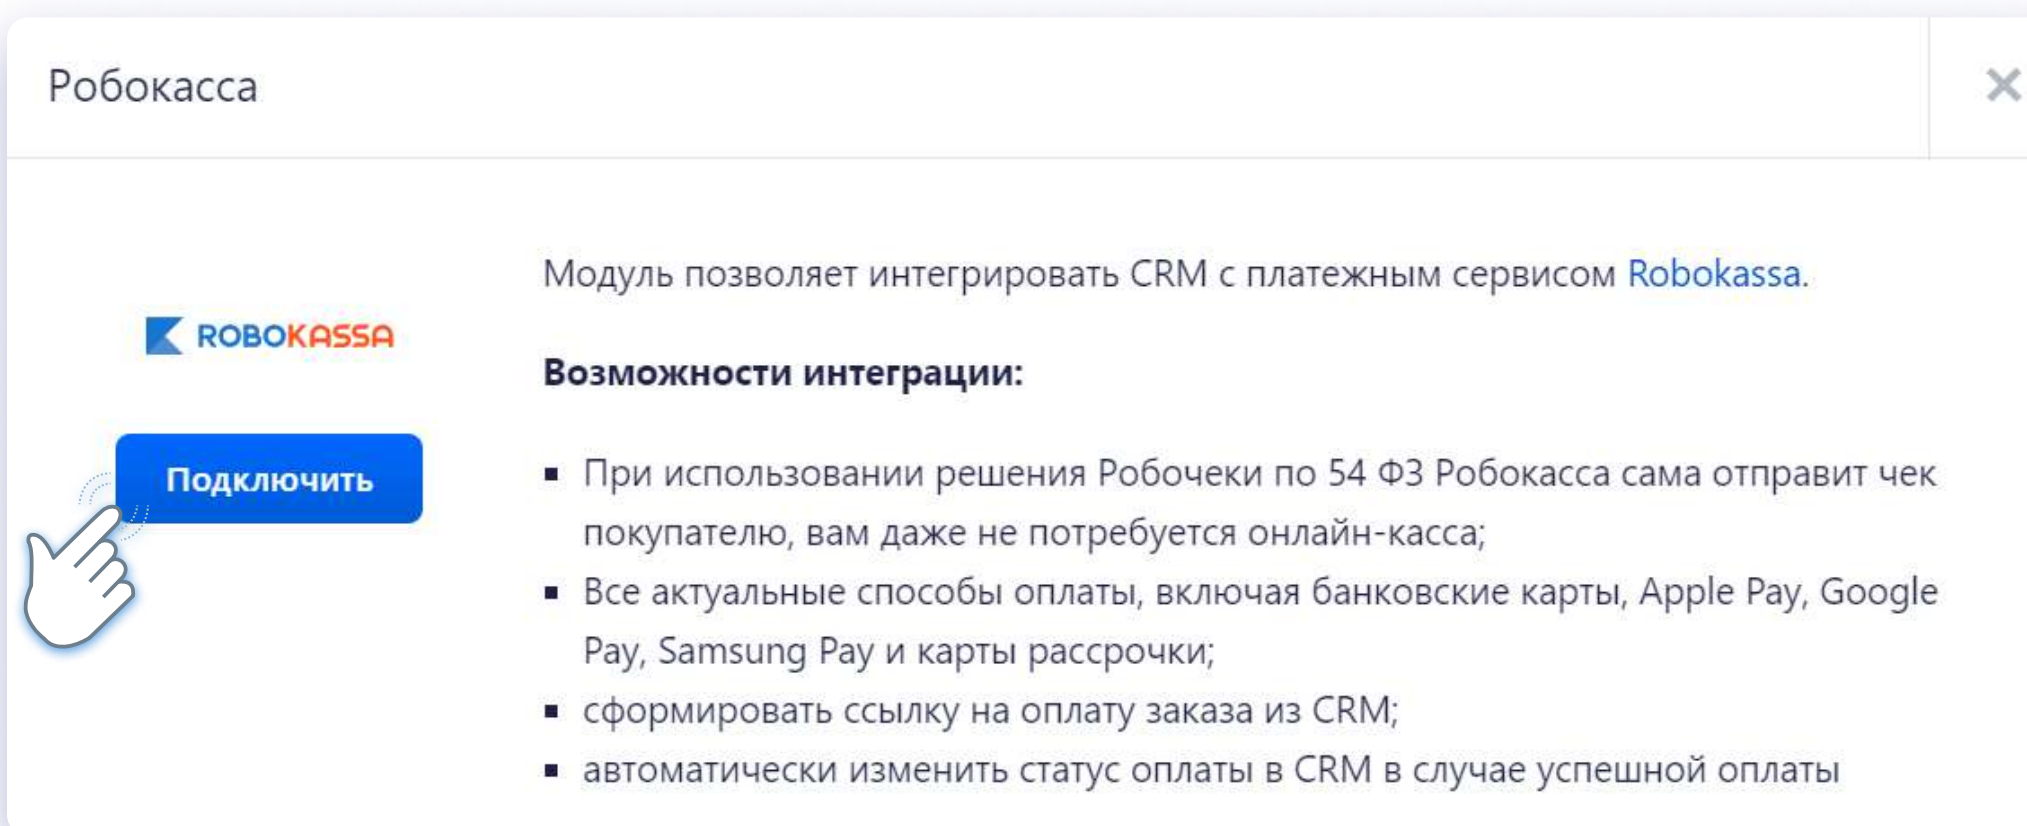 Робокасса
Модуль позволяет интегрировать CRM с платежным сервисом Robokassa.
ROBOKASSA
Возможности интеграции:
Подключить
▪ При использовании решения Робочеки по 54 ФЗ Робокасса сама отправит чек
покупателю, вам даже не потребуется онлайн-касса;
▪ Все актуальные способы оплаты, включая банковские карты, Apple Pay, Google
Pay, Samsung Pay и карты рассрочки;
▪ сформировать ссылку на оплату заказа из CRM;
▪ автоматически изменить статус оплаты в CRM в случае успешной оплаты